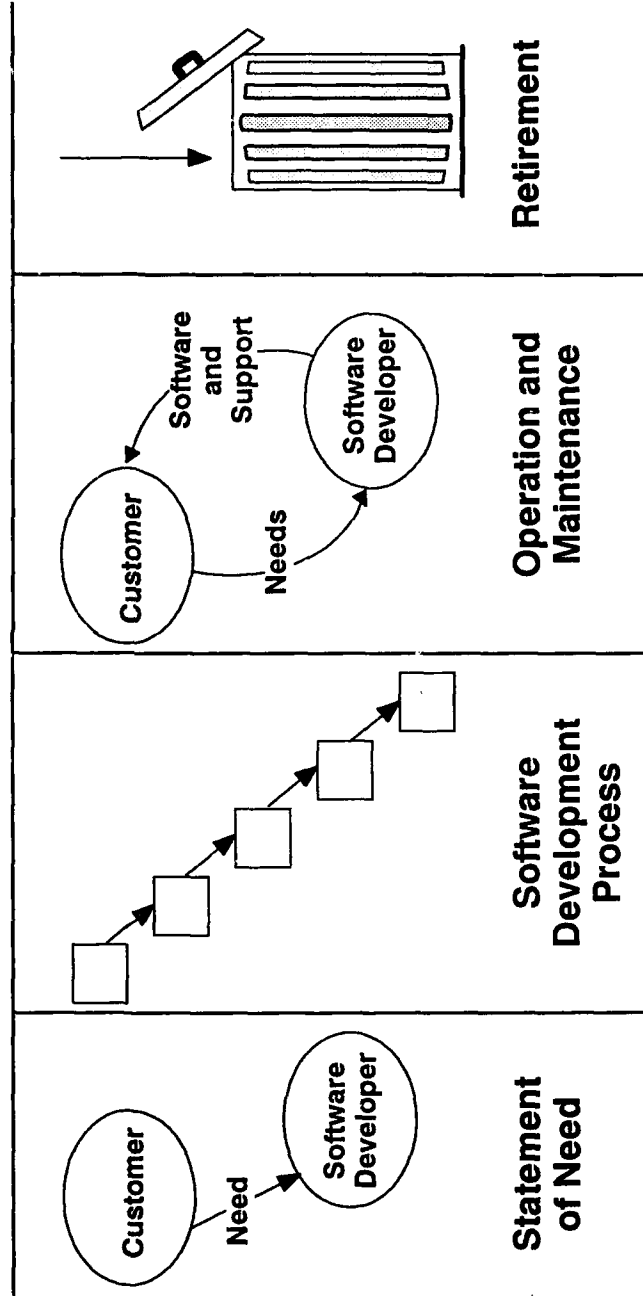 Customer
Need
Software
Developer
Statement
of Need
Software
Development
Process
Customer
Needs
Software
and
Support
Software
Developer
Operation and
Maintenance
Retirement